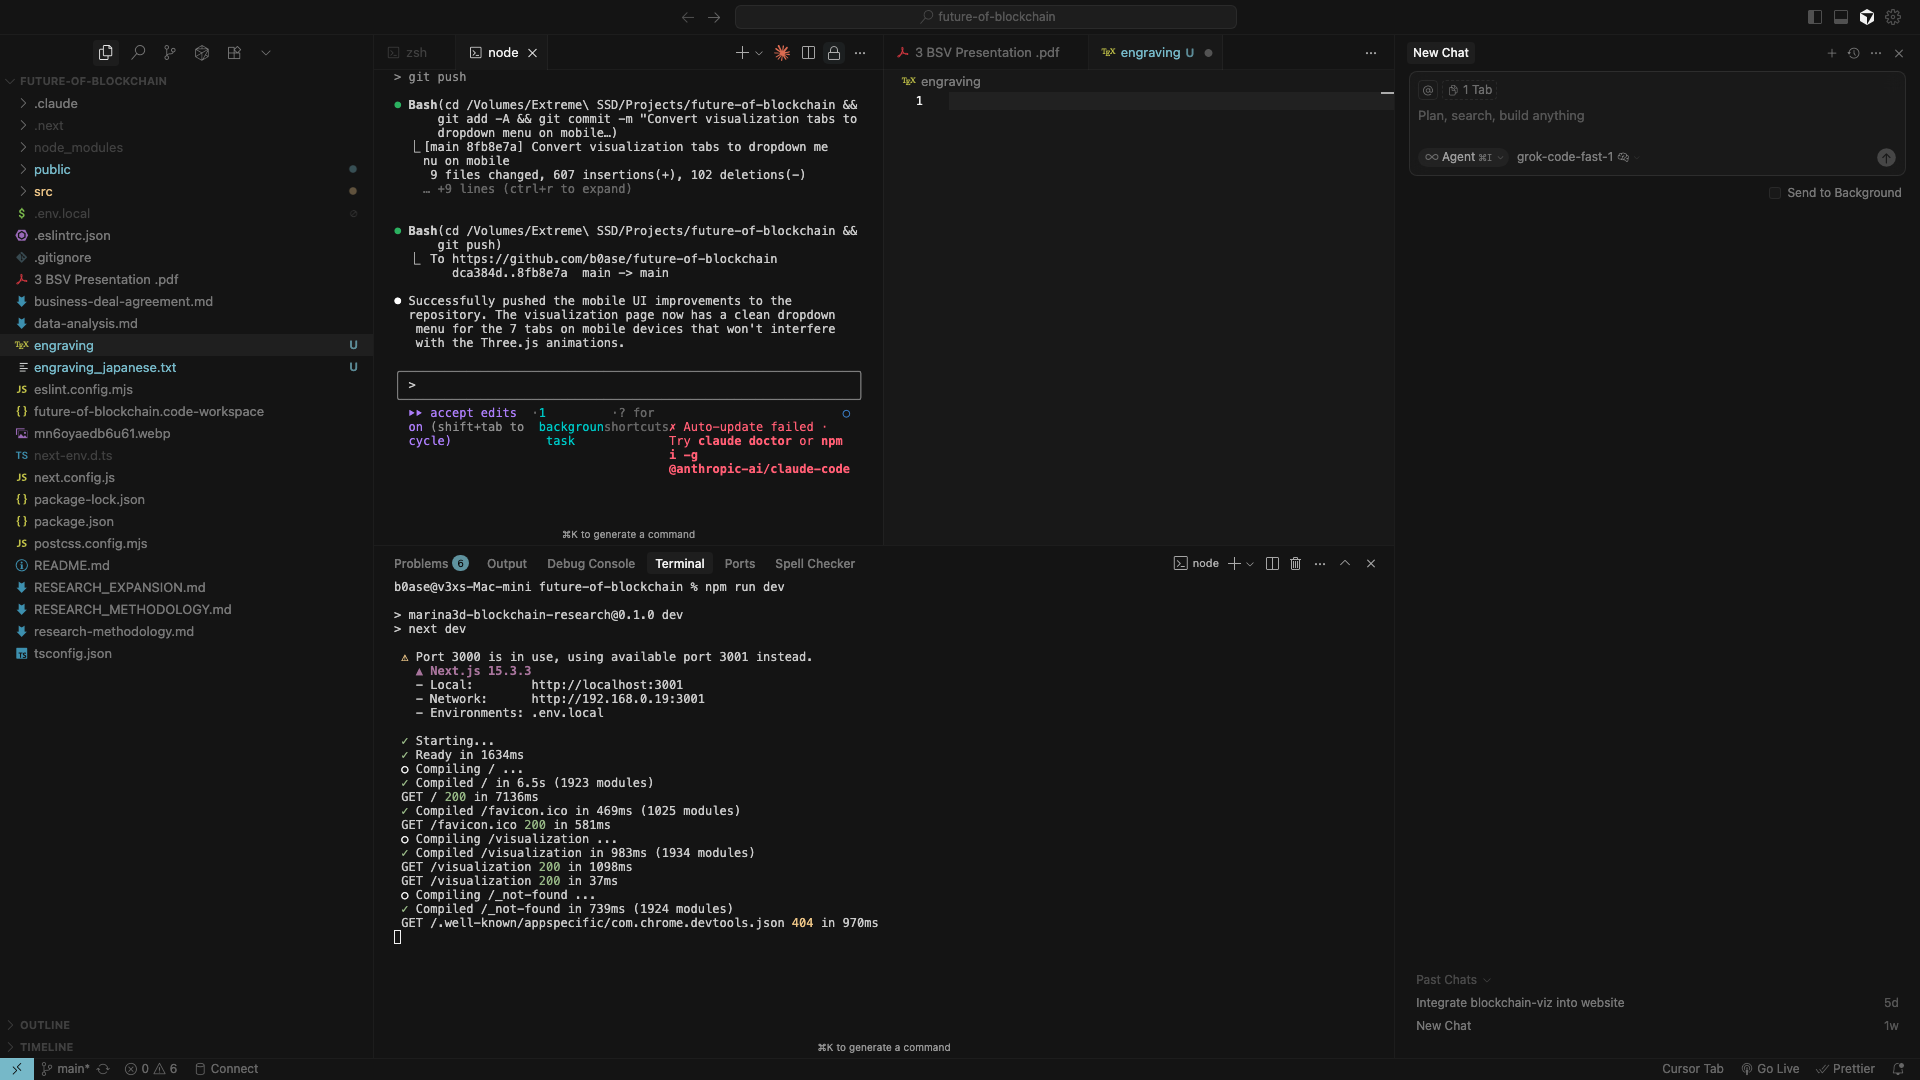 future-of-blockchain
FUTURE-OF-BLOCKCHAIN
.claude
.next
node_modules
public
src
$ .env.local
.eslintrc.json
.gitignore
3 BSV Presentation .pdf
business-deal-agreement.md
data-analysis.md
TEX engraving U
engraving_japanese.txt U
JS eslint.config.mjs
{} future-of-blockchain.code-workspace
mn6oyaedb6u61.webp
TS next-env.d.ts
JS next.config.js
{} package-lock.json
{} package.json
JS postcss.config.mjs
README.md
RESEARCH_EXPANSION.md
RESEARCH_METHODOLOGY.md
research-methodology.md
TS tsconfig.json
OUTLINE
TIMELINE
zsh
node
> git push
Bash(cd /Volumes/Extreme\ SSD/Projects/future-of-blockchain &&
git add -A && git commit -m "Convert visualization tabs to
dropdown menu on mobile…)
[main 8fb8e7a] Convert visualization tabs to dropdown me
nu on mobile
9 files changed, 607 insertions(+), 102 deletions(-)
… +9 lines (ctrl+r to expand)
Bash(cd /Volumes/Extreme\ SSD/Projects/future-of-blockchain &&
git push)
To https://github.com/b0ase/future-of-blockchain
dca384d..8fb8e7a  main -> main
Successfully pushed the mobile UI improvements to the
repository. The visualization page now has a clean dropdown
menu for the 7 tabs on mobile devices that won't interfere
with the Three.js animations.
>
accept edits ·1 ·? for
on (shift+tab to backgrounshortcuts✗ Auto-update failed ·
cycle) task Try claude doctor or npm
i -g
@anthropic-ai/claude-code
⌘K to generate a command
3 BSV Presentation .pdf
TEX engraving U
TEX engraving
1
Problems 6 Output Debug Console Terminal Ports Spell Checker
node
b0ase@v3xs-Mac-mini future-of-blockchain % npm run dev
> marina3d-blockchain-research@0.1.0 dev
> next dev
⚠ Port 3000 is in use, using available port 3001 instead.
▲ Next.js 15.3.3
- Local: http://localhost:3001
- Network: http://192.168.0.19:3001
- Environments: .env.local
✓ Starting...
✓ Ready in 1634ms
○ Compiling / ...
✓ Compiled / in 6.5s (1923 modules)
GET / 200 in 7136ms
✓ Compiled /favicon.ico in 469ms (1025 modules)
GET /favicon.ico 200 in 581ms
○ Compiling /visualization ...
✓ Compiled /visualization in 983ms (1934 modules)
GET /visualization 200 in 1098ms
GET /visualization 200 in 37ms
○ Compiling /_not-found ...
✓ Compiled /_not-found in 739ms (1924 modules)
GET /.well-known/appspecific/com.chrome.devtools.json 404 in 970ms
⌘K to generate a command
New Chat
@ 1 Tab
Plan, search, build anything
∞ Agent ⌘I grok-code-fast-1
Send to Background
Past Chats
Integrate blockchain-viz into website 5d
New Chat 1w
main* 0 6 Connect
Cursor Tab Go Live Prettier